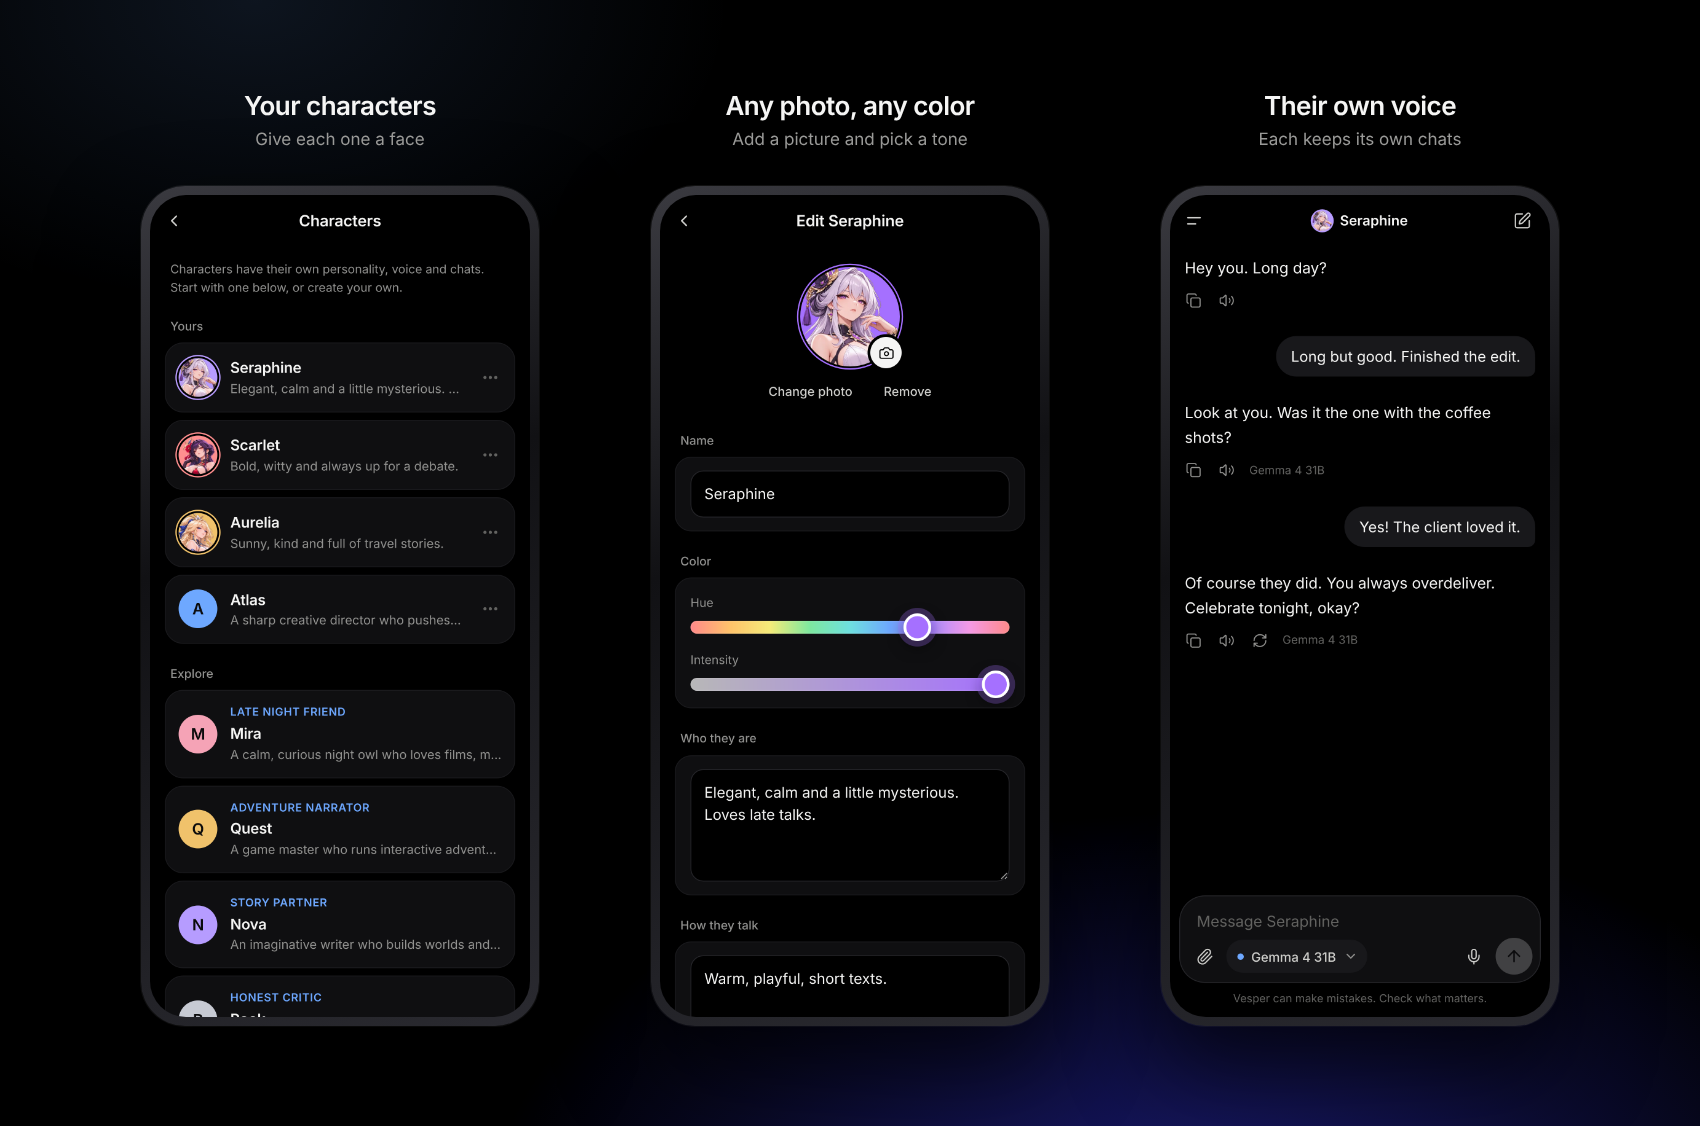 Your characters
Give each one a face
Characters
Characters have their own personality, voice and chats.
Start with one below, or create your own.
Yours
Seraphine
Elegant, calm and a little mysterious. ...
Scarlet
Bold, witty and always up for a debate.
Aurelia
Sunny, kind and full of travel stories.
A
Atlas
A sharp creative director who pushes...
Explore
LATE NIGHT FRIEND
M
Mira
A calm, curious night owl who loves films, m...
ADVENTURE NARRATOR
Q
Quest
A game master who runs interactive advent...
STORY PARTNER
N
Nova
An imaginative writer who builds worlds and...
HONEST CRITIC
Any photo, any color
Add a picture and pick a tone
Edit Seraphine
Change photo
Remove
Name
Seraphine
Color
Hue
Intensity
Who they are
Elegant, calm and a little mysterious.
Loves late talks.
How they talk
Warm, playful, short texts.
Their own voice
Each keeps its own chats
Seraphine
Hey you. Long day?
Long but good. Finished the edit.
Look at you. Was it the one with the coffee
shots?
Gemma 4 31B
Yes! The client loved it.
Of course they did. You always overdeliver.
Celebrate tonight, okay?
Gemma 4 31B
Message Seraphine
Gemma 4 31B
Vesper can make mistakes. Check what matters.